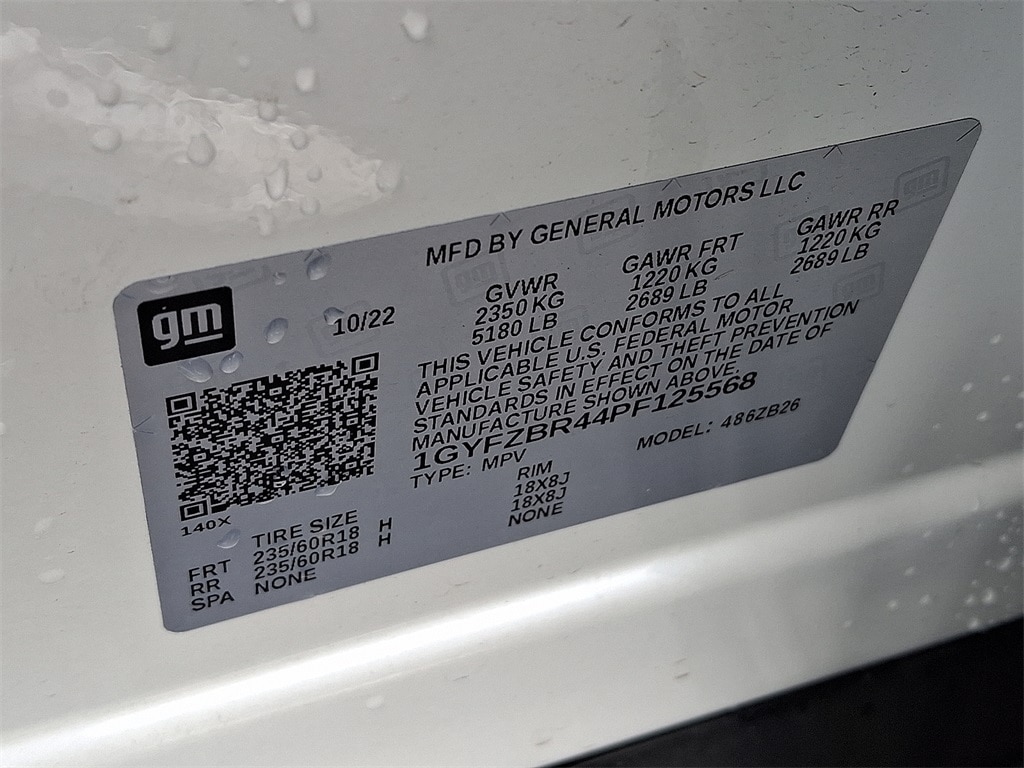 MFD BY GENERAL MOTORS LLC
gm
10/22
GVWR GAWR FRT GAWR RR
2350 KG 1220 KG 1220 KG
5180 LB 2689 LB 2689 LB
THIS VEHICLE CONFORMS TO ALL
APPLICABLE U.S. FEDERAL MOTOR
VEHICLE SAFETY AND THEFT PREVENTION
STANDARDS IN EFFECT ON THE DATE OF
MANUFACTURE SHOWN ABOVE.
1GYFZBR44PF125568
TYPE: MPV MODEL: 486ZB26
140X
TIRE SIZE RIM
FRT 235/60R18 H 18X8J
RR 235/60R18 H 18X8J
SPA NONE NONE